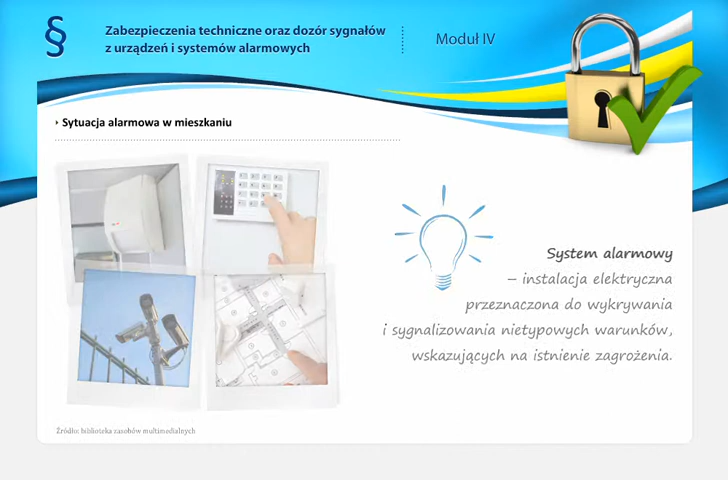 §
Zabezpieczenia techniczne oraz dozór sygnałów
z urządzeń i systemów alarmowych
Moduł IV
Sytuacja alarmowa w mieszkaniu
System alarmowy
– instalacja elektryczna
przeznaczona do wykrywania
i sygnalizowania nietypowych warunków,
wskazujących na istnienie zagrożenia.
Źródło: biblioteka zasobów multimedialnych